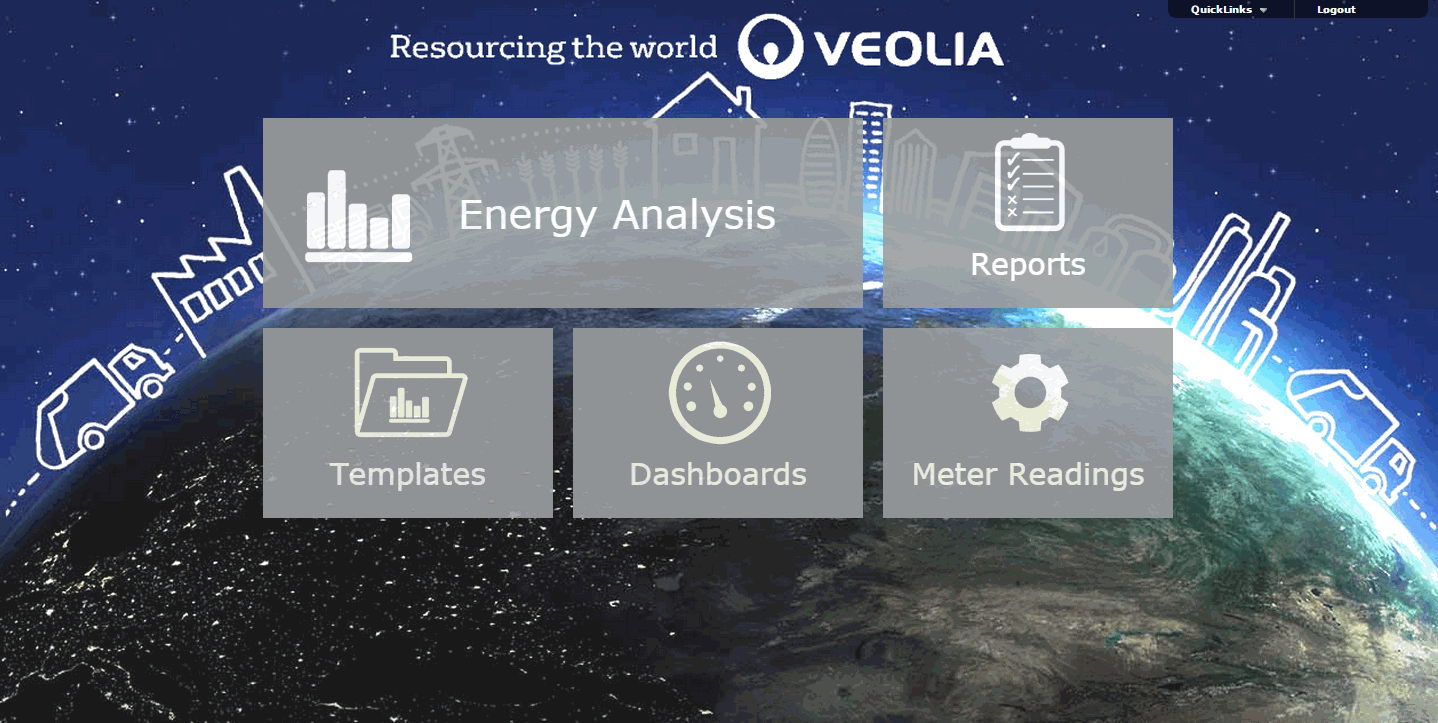 QuickLinks
Logout
Resourcing the world
VEOLIA
Energy Analysis
Reports
Templates
Dashboards
Meter Readings